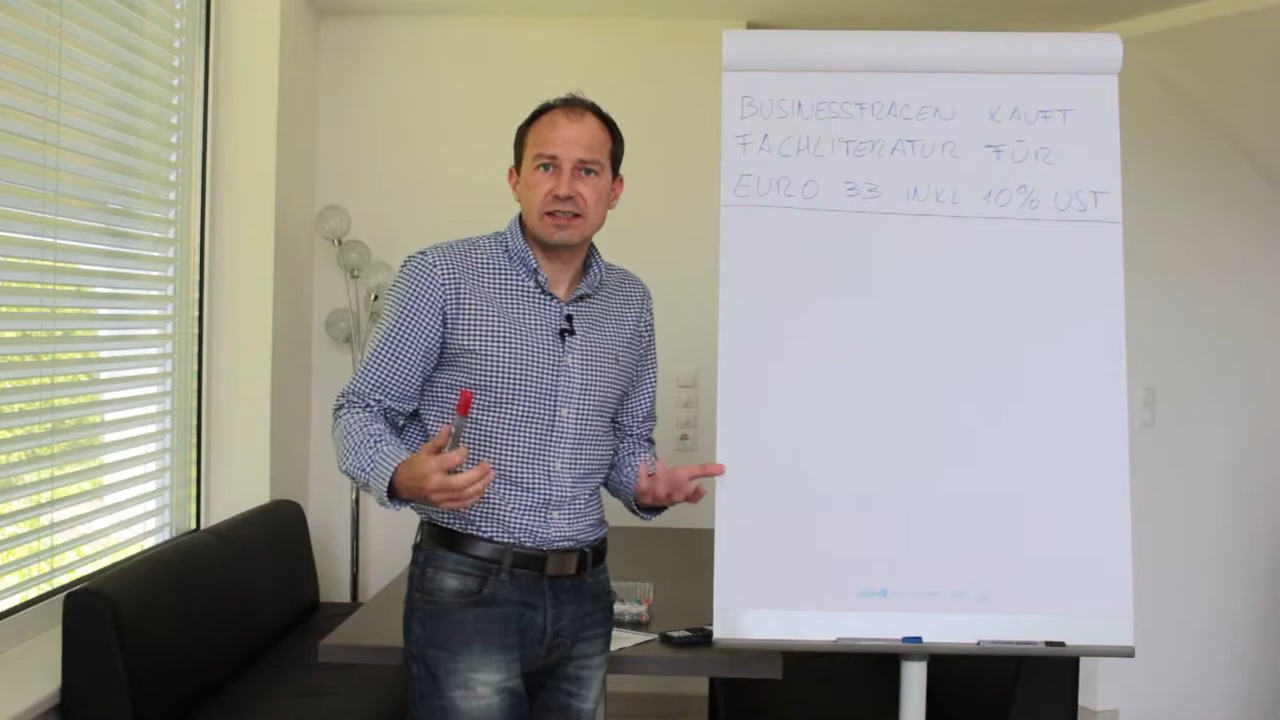 BUSINESSFRAGEN KAUFT
FACHLITERATUR FÜR
EURO 33 INKL 10% UST